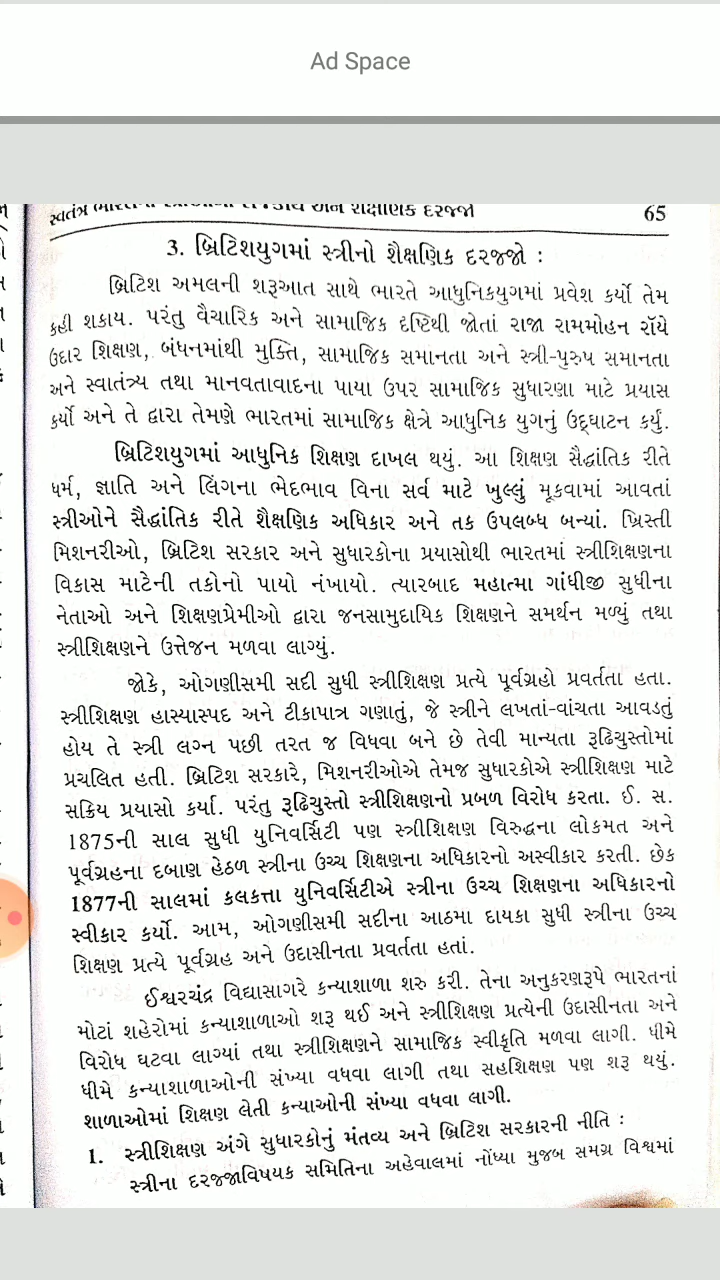 Ad Space
સ્વતંત્ર અને શૈક્ષણિક દરજ્જો 65
3. બ્રિટિશયુગમાં સ્ત્રીનો શૈક્ષણિક દરજ્જો :
બ્રિટિશ અમલની શરૂઆત સાથે ભારતે આધુનિકયુગમાં પ્રવેશ કર્યો તેમ
કહી શકાય. પરંતુ વૈચારિક અને સામાજિક દૃષ્ટિથી જોતાં રાજા રામમોહન રૉયે
ઉદાર શિક્ષણ, બંધનમાંથી મુક્તિ, સામાજિક સમાનતા અને સ્ત્રી-પુરુષ સમાનતા
અને સ્વાતંત્ર્ય તથા માનવતાવાદના પાયા ઉપર સામાજિક સુધારણા માટે પ્રયાસ
કર્યો અને તે દ્વારા તેમણે ભારતમાં સામાજિક ક્ષેત્રે આધુનિક યુગનું ઉદ્‌ઘાટન કર્યું.
બ્રિટિશયુગમાં આધુનિક શિક્ષણ દાખલ થયું. આ શિક્ષણ સૈદ્ધાંતિક રીતે
ધર્મ, જ્ઞાતિ અને લિંગના ભેદભાવ વિના સર્વ માટે ખુલ્લું મૂકવામાં આવતાં
સ્ત્રીઓને સૈદ્ધાંતિક રીતે શૈક્ષણિક અધિકાર અને તક ઉપલબ્ધ બન્યાં. ખ્રિસ્તી
મિશનરીઓ, બ્રિટિશ સરકાર અને સુધારકોના પ્રયાસોથી ભારતમાં સ્ત્રીશિક્ષણના
વિકાસ માટેની તકોનો પાયો નંખાયો. ત્યારબાદ મહાત્મા ગાંધીજી સુધીના
નેતાઓ અને શિક્ષણપ્રેમીઓ દ્વારા જનસામુદાયિક શિક્ષણને સમર્થન મળ્યું તથા
સ્ત્રીશિક્ષણને ઉત્તેજન મળવા લાગ્યું.
જોકે, ઓગણીસમી સદી સુધી સ્ત્રીશિક્ષણ પ્રત્યે પૂર્વગ્રહો પ્રવર્તતા હતા.
સ્ત્રીશિક્ષણ હાસ્યાસ્પદ અને ટીકાપાત્ર ગણાતું, જે સ્ત્રીને લખતાં-વાંચતા આવડતું
હોય તે સ્ત્રી લગ્ન પછી તરત જ વિધવા બને છે તેવી માન્યતા રૂઢિચુસ્તોમાં
પ્રચલિત હતી. બ્રિટિશ સરકારે, મિશનરીઓએ તેમજ સુધારકોએ સ્ત્રીશિક્ષણ માટે
સક્રિય પ્રયાસો કર્યા. પરંતુ રૂઢિચુસ્તો સ્ત્રીશિક્ષણનો પ્રબળ વિરોધ કરતા. ઈ. સ.
1875ની સાલ સુધી યુનિવર્સિટી પણ સ્ત્રીશિક્ષણ વિરુદ્ધના લોકમત અને
પૂર્વગ્રહના દબાણ હેઠળ સ્ત્રીના ઉચ્ચ શિક્ષણના અધિકારનો અસ્વીકાર કરતી. છેક
1877ની સાલમાં કલકત્તા યુનિવર્સિટીએ સ્ત્રીના ઉચ્ચ શિક્ષણના અધિકારનો
સ્વીકાર કર્યો. આમ, ઓગણીસમી સદીના આઠમા દાયકા સુધી સ્ત્રીના ઉચ્ચ
શિક્ષણ પ્રત્યે પૂર્વગ્રહ અને ઉદાસીનતા પ્રવર્તતા હતાં.
ઈશ્વરચંદ્ર વિદ્યાસાગરે કન્યાશાળા શરુ કરી. તેના અનુકરણરૂપે ભારતનાં
મોટાં શહેરોમાં કન્યાશાળાઓ શરૂ થઈ અને સ્ત્રીશિક્ષણ પ્રત્યેની ઉદાસીનતા અને
વિરોધ ઘટવા લાગ્યાં તથા સ્ત્રીશિક્ષણને સામાજિક સ્વીકૃતિ મળવા લાગી. ધીમે
ધીમે કન્યાશાળાઓની સંખ્યા વધવા લાગી તથા સહશિક્ષણ પણ શરૂ થયું.
શાળાઓમાં શિક્ષણ લેતી કન્યાઓની સંખ્યા વધવા લાગી.
1. સ્ત્રીશિક્ષણ અંગે સુધારકોનું મંતવ્ય અને બ્રિટિશ સરકારની નીતિ :
સ્ત્રીના દરજ્જાવિષયક સમિતિના અહેવાલમાં નોંધ્યા મુજબ સમગ્ર વિશ્વમાં